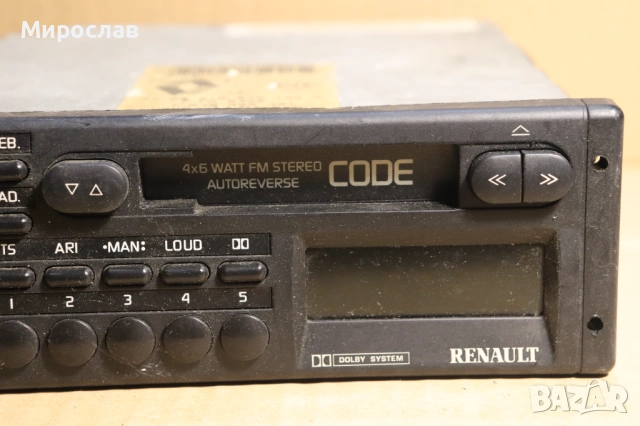 Мирослав
EB.
4x6 WATT FM STEREO
AUTOREVERSE
CODE
AD.
TS ARI •MAN: LOUD
1 2 3 4 5
DOLBY SYSTEM
RENAULT
BAZAR